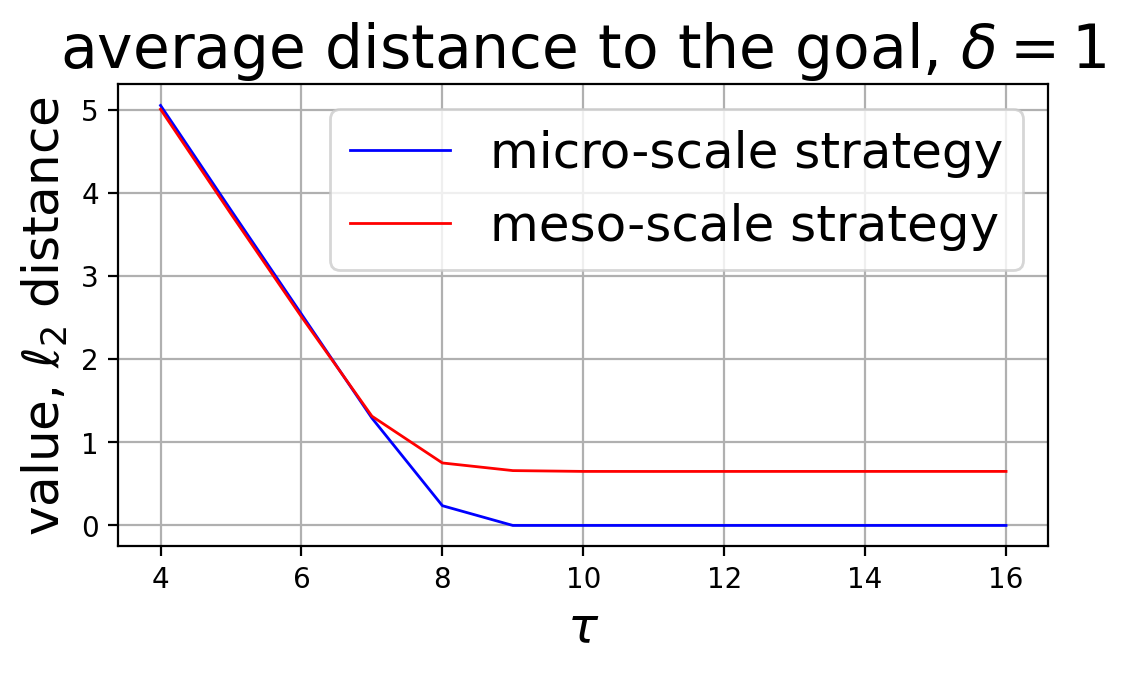 average distance to the goal, δ = 1
value, ℓ₂ distance
5
4
3
2
1
0
micro-scale strategy
meso-scale strategy
4 6 8 10 12 14 16
τ